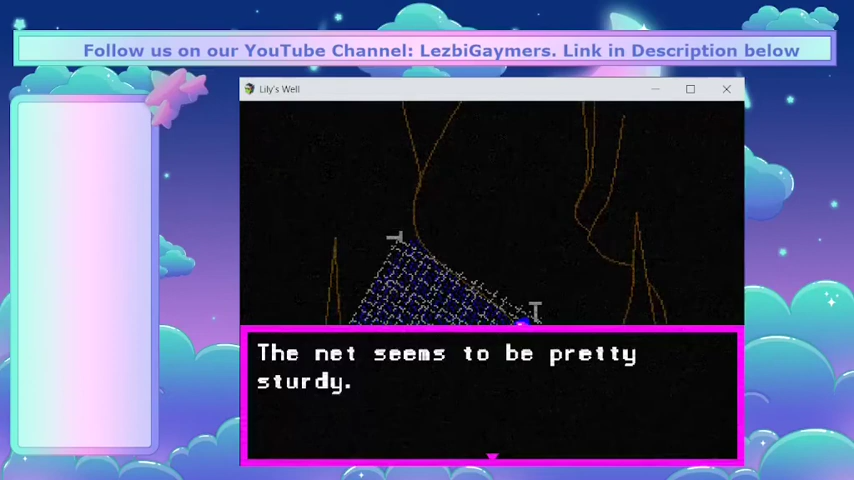 Follow us on our YouTube Channel: LezbiGaymers. Link in Description below
Lily's Well
The net seems to be pretty
sturdy.